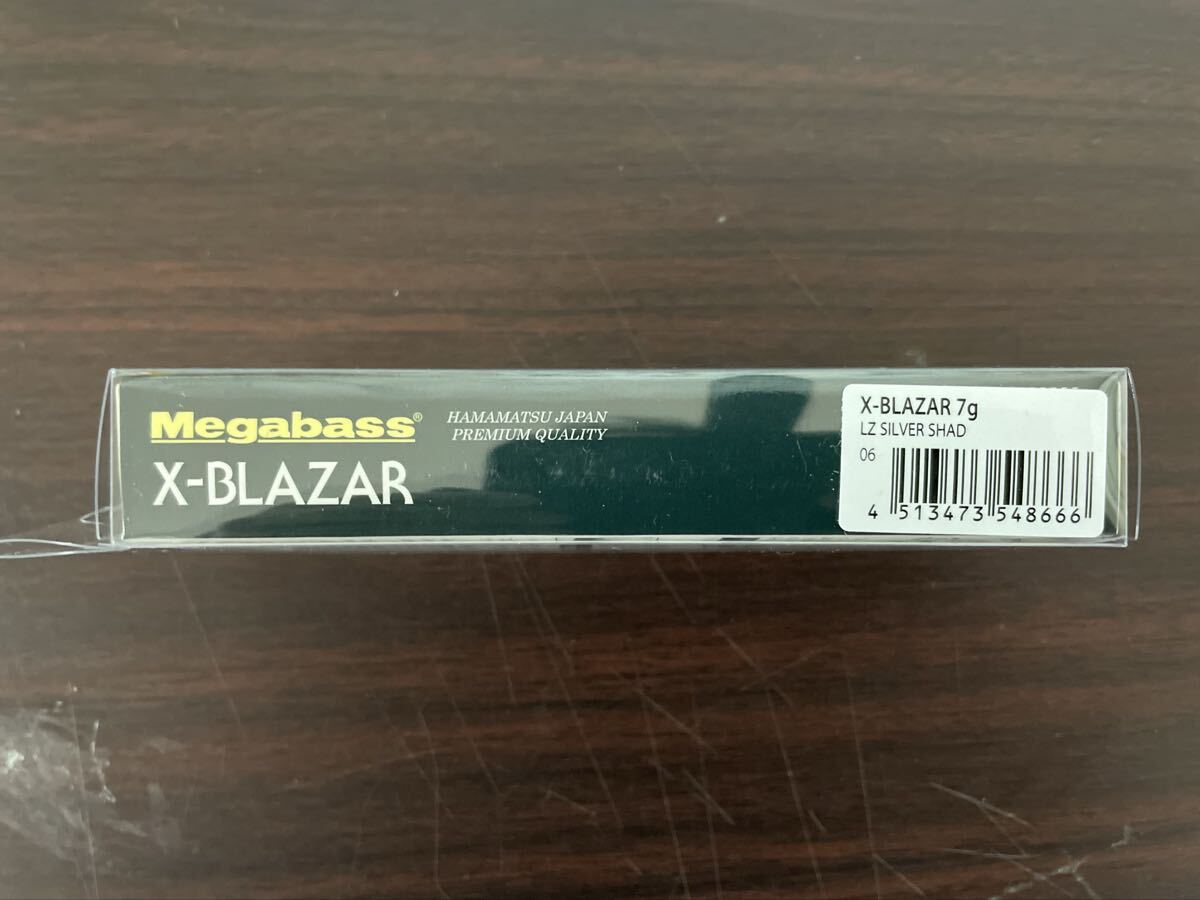 Megabass®
HAMAMATSU JAPAN
PREMIUM QUALITY
X-BLAZAR
X-BLAZAR 7g
LZ SILVER SHAD
06
4 513473 548666